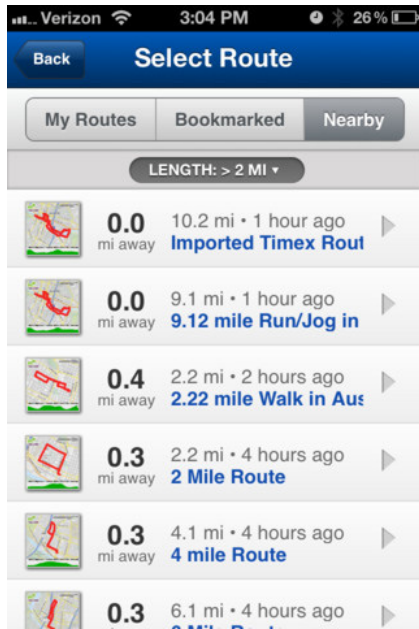 Verizon 3:04 PM 26%
Back Select Route
My Routes Bookmarked Nearby
LENGTH: > 2 MI ▾
0.0 10.2 mi • 1 hour ago
mi away Imported Timex Rout
0.0 9.1 mi • 1 hour ago
mi away 9.12 mile Run/Jog in
0.4 2.2 mi • 2 hours ago
mi away 2.22 mile Walk in Aus
0.3 2.2 mi • 4 hours ago
mi away 2 Mile Route
0.3 4.1 mi • 4 hours ago
mi away 4 mile Route
0.3 6.1 mi • 4 hours ago